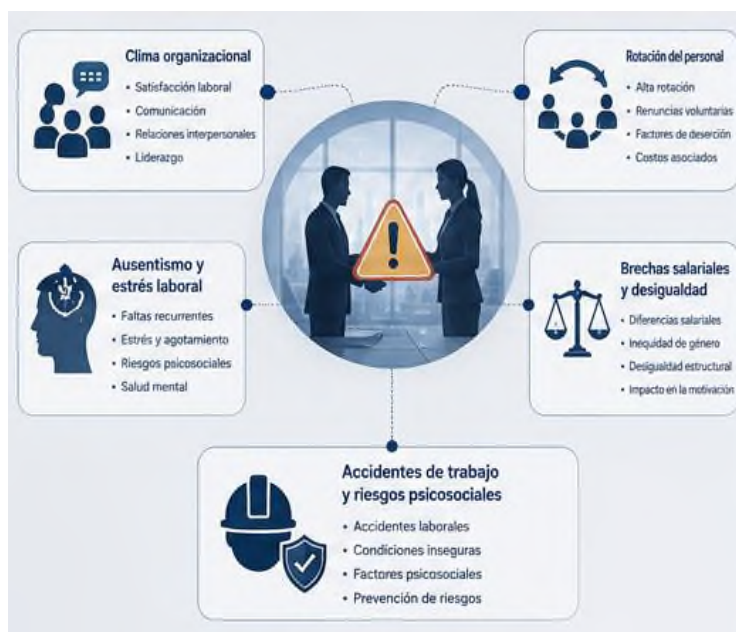 Clima organizacional
• Satisfacción laboral
• Comunicación
• Relaciones interpersonales
• Liderazgo
Rotación del personal
• Alta rotación
• Renuncias voluntarias
• Factores de deserción
• Costos asociados
Ausentismo y
estrés laboral
• Faltas recurrentes
• Estrés y agotamiento
• Riesgos psicosociales
• Salud mental
Brechas salariales
y desigualdad
• Diferencias salariales
• Inequidad de género
• Desigualdad estructural
• Impacto en la motivación
Accidentes de trabajo
y riesgos psicosociales
• Accidentes laborales
• Condiciones inseguras
• Factores psicosociales
• Prevención de riesgos